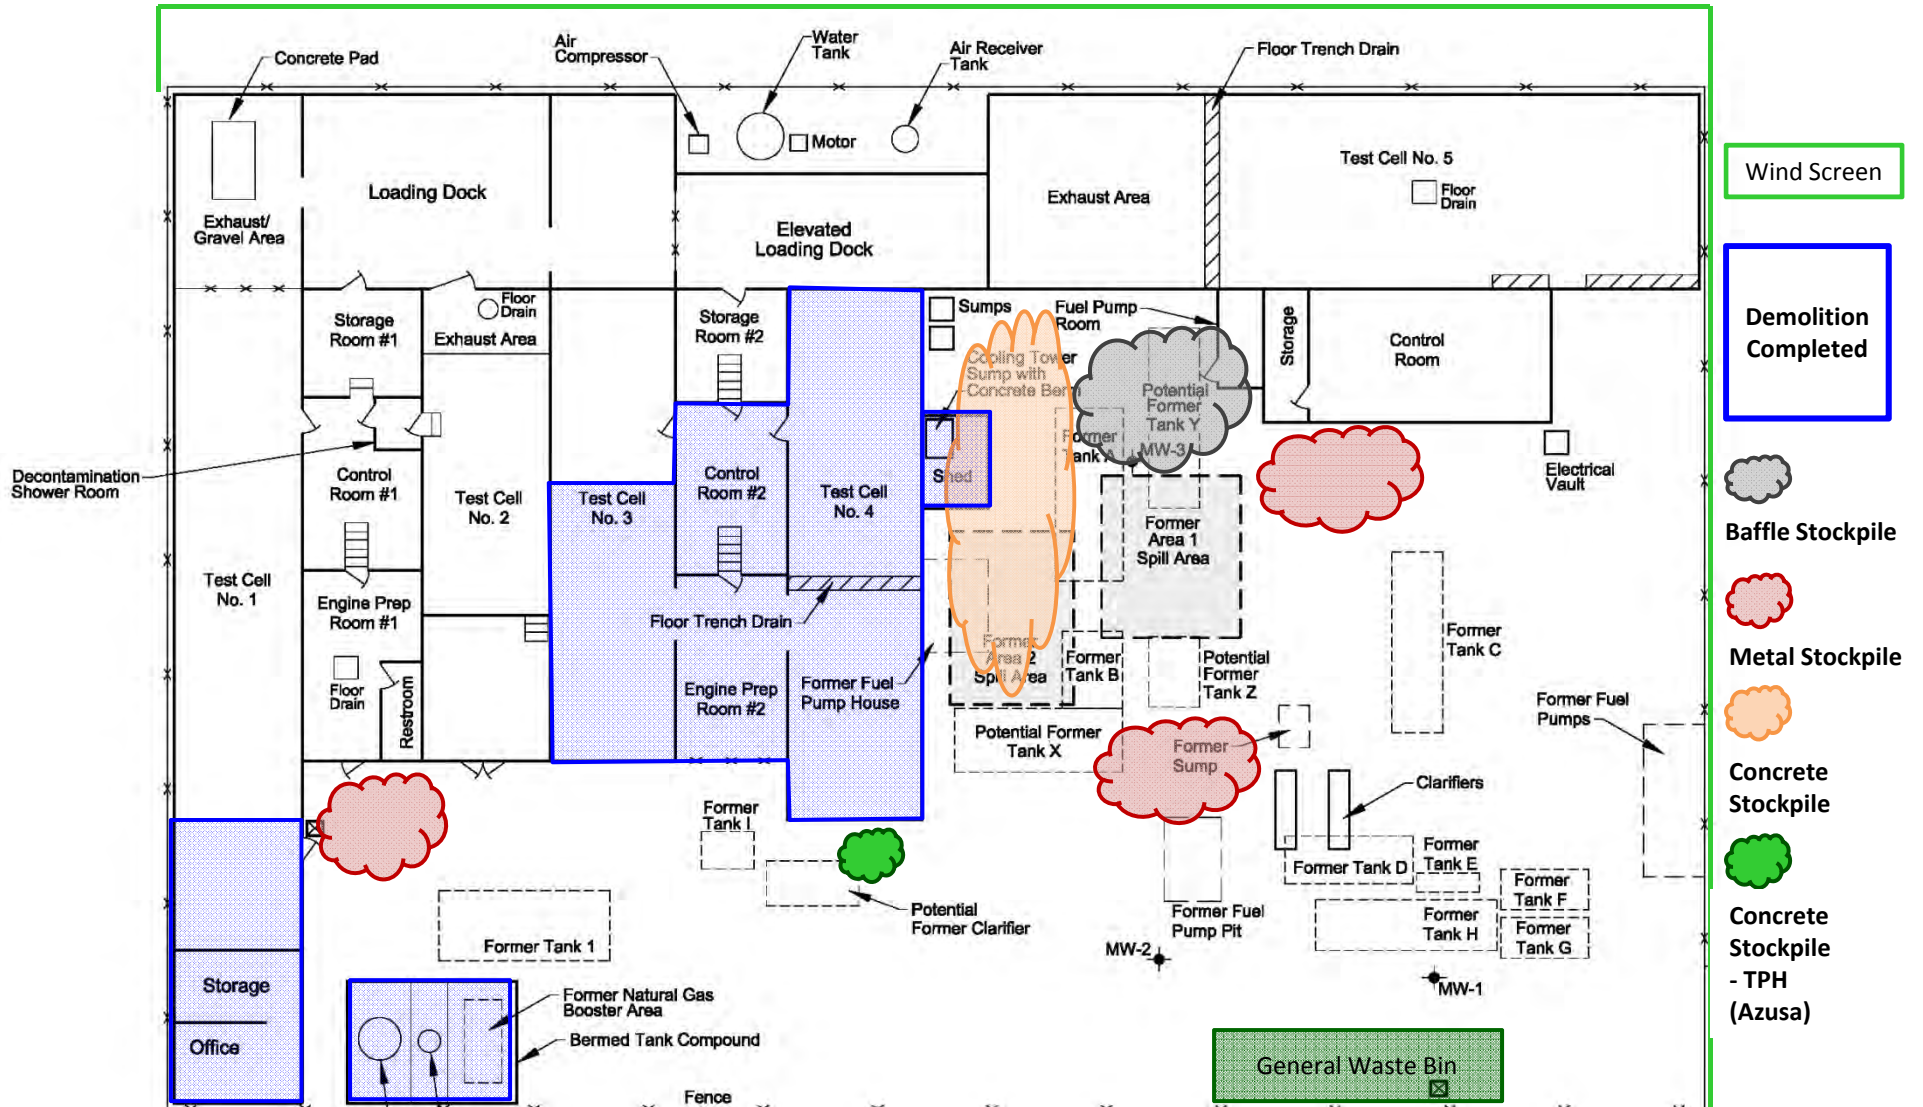 Concrete Pad
Air
Compressor
Water
Tank
Air Receiver
Tank
Floor Trench Drain
Motor
Test Cell No. 5
Floor
Drain
Loading Dock
Exhaust Area
Exhaust/
Gravel Area
Elevated
Loading Dock
Wind Screen
Demolition
Completed
Floor
Drain
Storage
Room #1
Exhaust Area
Storage
Room #2
Sumps
Fuel Pump
Room
Storage
Control
Room
Cooling Tower
Sump with
Concrete Berm
Potential
Former
Tank Y
MW-3
Former
Tank A
Shed
Decontamination
Shower Room
Control
Room #1
Test Cell
No. 2
Test Cell
No. 3
Control
Room #2
Test Cell
No. 4
Electrical
Vault
Baffle Stockpile
Former
Area 1
Spill Area
Test Cell
No. 1
Engine Prep
Room #1
Floor Trench Drain
Former
Area 2
Spill Area
Former
Tank B
Potential
Former
Tank Z
Former
Tank C
Metal Stockpile
Floor
Drain
Restroom
Engine Prep
Room #2
Former Fuel
Pump House
Former Fuel
Pumps
Potential Former
Tank X
Former
Sump
Clarifiers
Concrete
Stockpile
Former
Tank I
Former Tank D
Former
Tank E
Former
Tank F
Former
Tank H
Former
Tank G
Former Fuel
Pump Pit
Potential
Former Clarifier
Former Tank 1
MW-2
MW-1
Concrete
Stockpile
- TPH
(Azusa)
Storage
Office
Former Natural Gas
Booster Area
Bermed Tank Compound
General Waste Bin
Fence